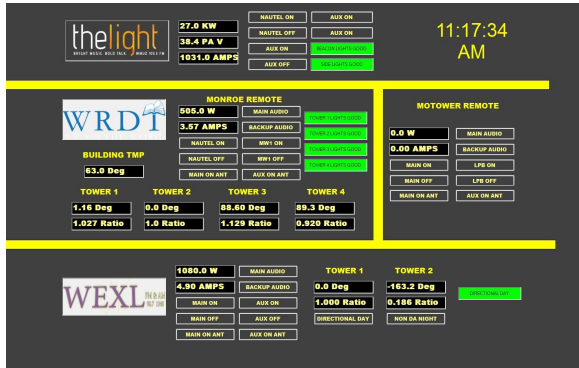 thelight
BRIGHT MUSIC. BOLD TALK.
27.0 KW
38.4 PA V
1031.0 AMPS
NAUTEL ON
AUX ON
NAUTEL OFF
AUX OFF
AUX ON
BEACON LIGHTS GOOD
AUX OFF
SIDE LIGHTS GOOD
11:17:34
AM
WRDT
MONROE REMOTE
505.0 W
MAIN AUDIO
TOWER 1 LIGHTS GOOD
3.57 AMPS
BACKUP AUDIO
TOWER 2 LIGHTS GOOD
NAUTEL ON
MW1 ON
TOWER 3 LIGHTS GOOD
NAUTEL OFF
MW1 OFF
TOWER 4 LIGHTS GOOD
MAIN ON ANT
AUX ON ANT
BUILDING TMP
63.0 Deg
TOWER 1
TOWER 2
TOWER 3
TOWER 4
1.16 Deg
0.0 Deg
88.60 Deg
89.3 Deg
1.027 Ratio
1.0 Ratio
1.129 Ratio
0.920 Ratio
MOTOWER REMOTE
0.0 W
MAIN AUDIO
0.00 AMPS
BACKUP AUDIO
MAIN ON
LPB ON
MAIN OFF
LPB OFF
MAIN ON ANT
AUX ON ANT
WEXL
1080.0 W
MAIN AUDIO
4.90 AMPS
BACKUP AUDIO
MAIN ON
AUX ON
MAIN OFF
AUX OFF
MAIN ON ANT
AUX ON ANT
TOWER 1
TOWER 2
0.0 Deg
-163.2 Deg
1.000 Ratio
0.186 Ratio
DIRECTIONAL DAY
NON DA NIGHT
DIRECTIONAL DAY